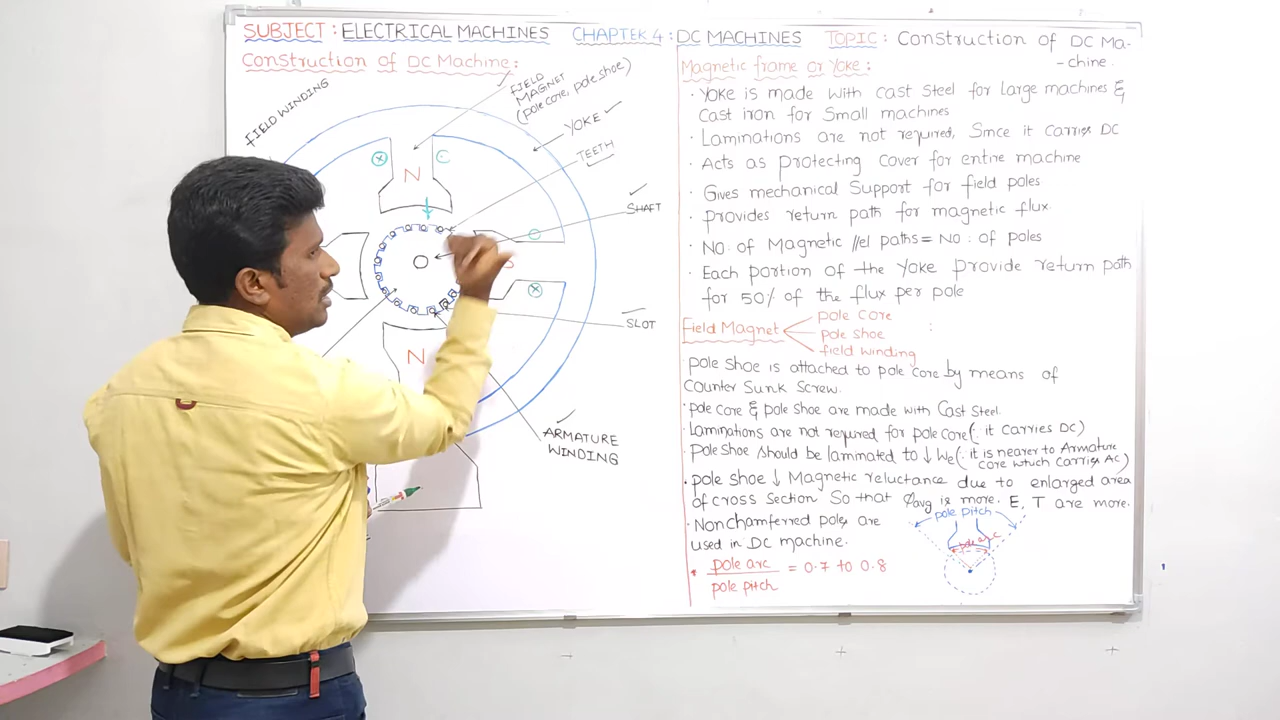 SUBJECT : ELECTRICAL MACHINES CHAPTER 4 : DC MACHINES TOPIC : Construction of DC Ma-
- chine.
Construction of DC Machine :
FIELD WINDING
FIELD
MAGNET
(pole core, pole shoe)
YOKE
TEETH
SHAFT
SLOT
ARMATURE
WINDING
N
S
N
Magnetic frame or Yoke :
· Yoke is made with cast Steel for large machines &
Cast iron for Small machines
· Laminations are not required, Since it carries DC
· Acts as protecting cover for entire machine
· Gives mechanical Support for field poles
· provides return path for magnetic flux
· No: of Magnetic //el paths = No: of poles
· Each portion of the Yoke provide return path
for 50% of the flux per pole
Field Magnet
pole core
pole shoe
field winding
:
· pole shoe is attached to pole core by means of
Counter Sunk Screw.
· pole core & pole shoe are made with Cast Steel.
· Laminations are not required for pole core (∵ it carries DC)
· pole shoe should be laminated to ↓ We (∵ it is nearer to Armature
core which carries AC)
· pole shoe ↓ Magnetic reluctance due to enlarged area
of cross Section So that φavg is more. E, T are more.
· Nonchamferred poles are
used in DC machine.
pole pitch
pole arc
· pole arc / pole pitch = 0.7 to 0.8